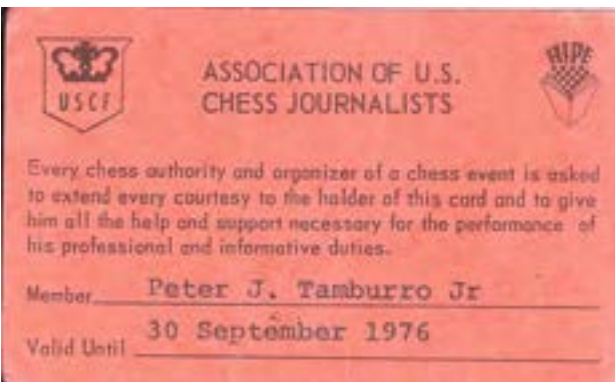 USCF
AIPE
ASSOCIATION OF U.S.
CHESS JOURNALISTS
Every chess authority and organizer of a chess event is asked
to extend every courtesy to the holder of this card and to give
him all the help and support necessary for the performance of
his professional and informative duties.
Member Peter J. Tamburro Jr
Valid Until 30 September 1976